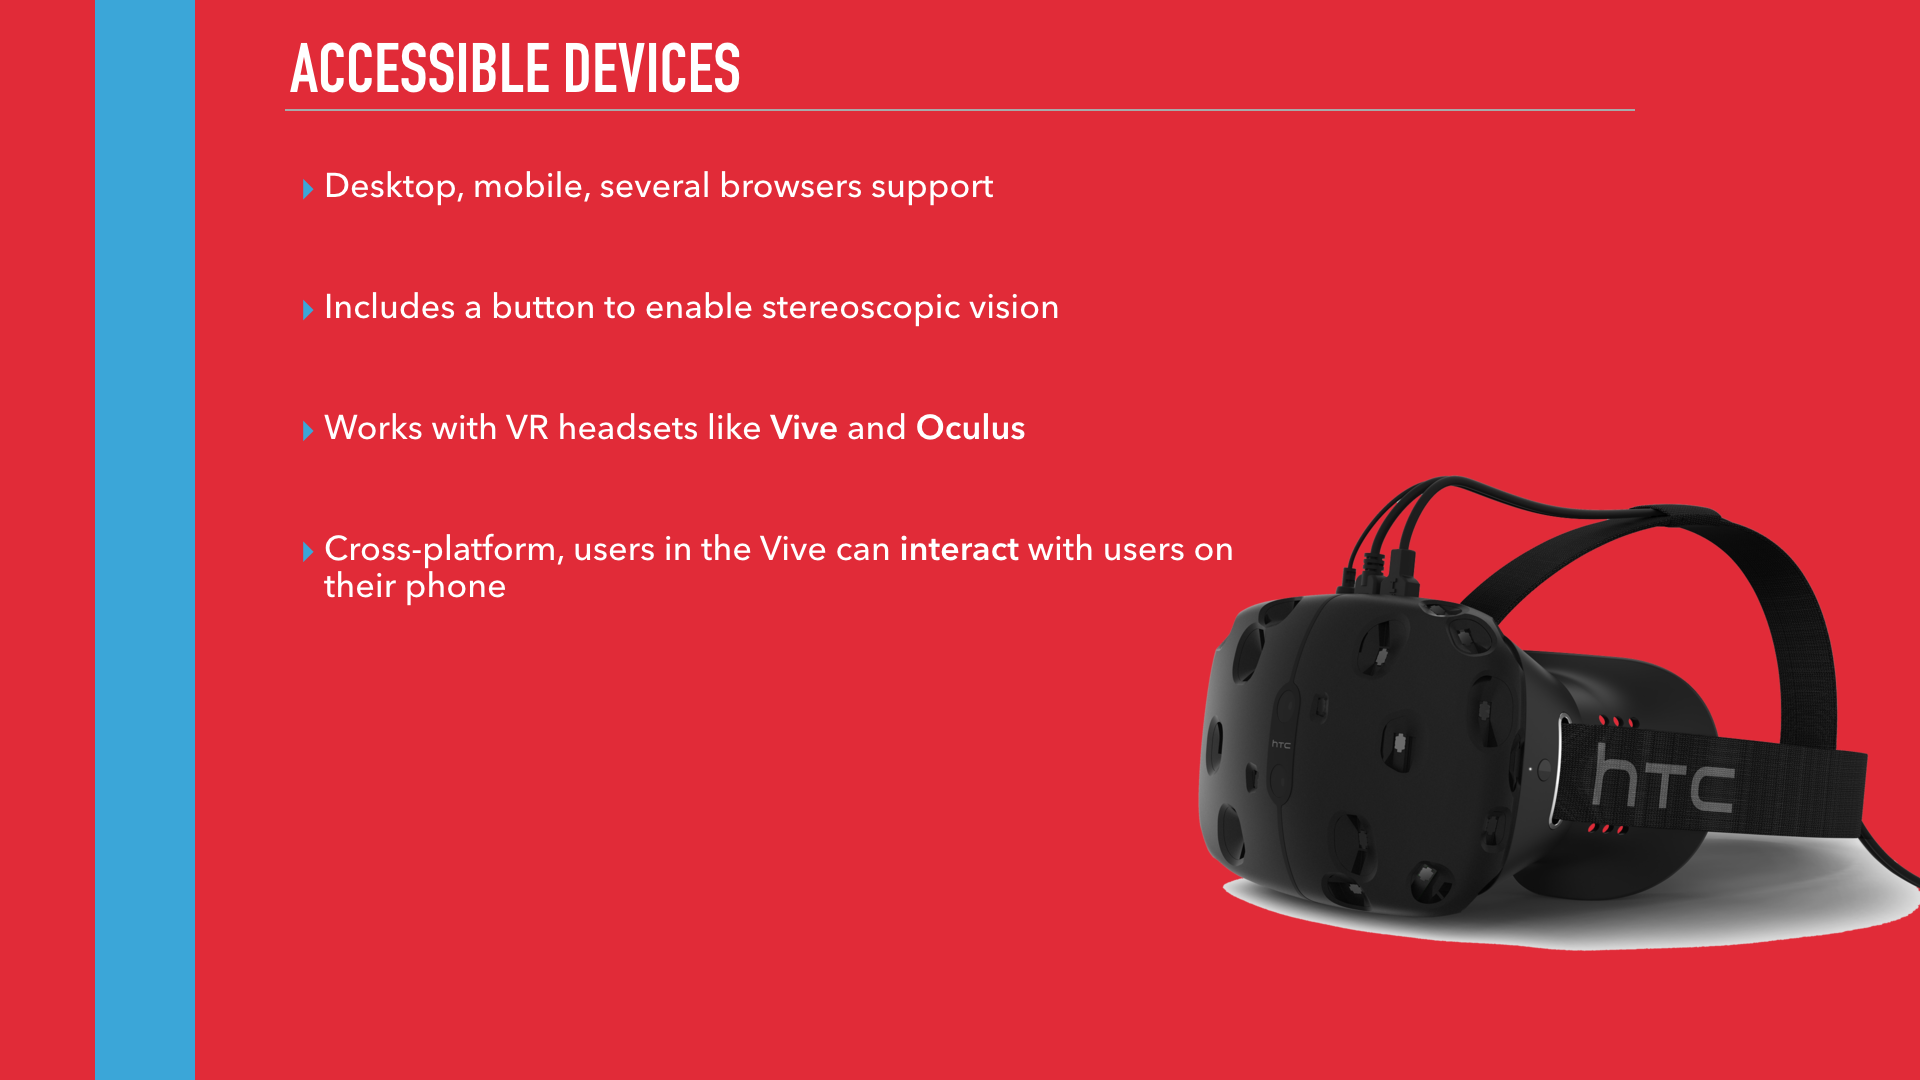 ACCESSIBLE DEVICES
Desktop, mobile, several browsers support
Includes a button to enable stereoscopic vision
Works with VR headsets like Vive and Oculus
Cross-platform, users in the Vive can interact with users on
their phone
hTC
hTC